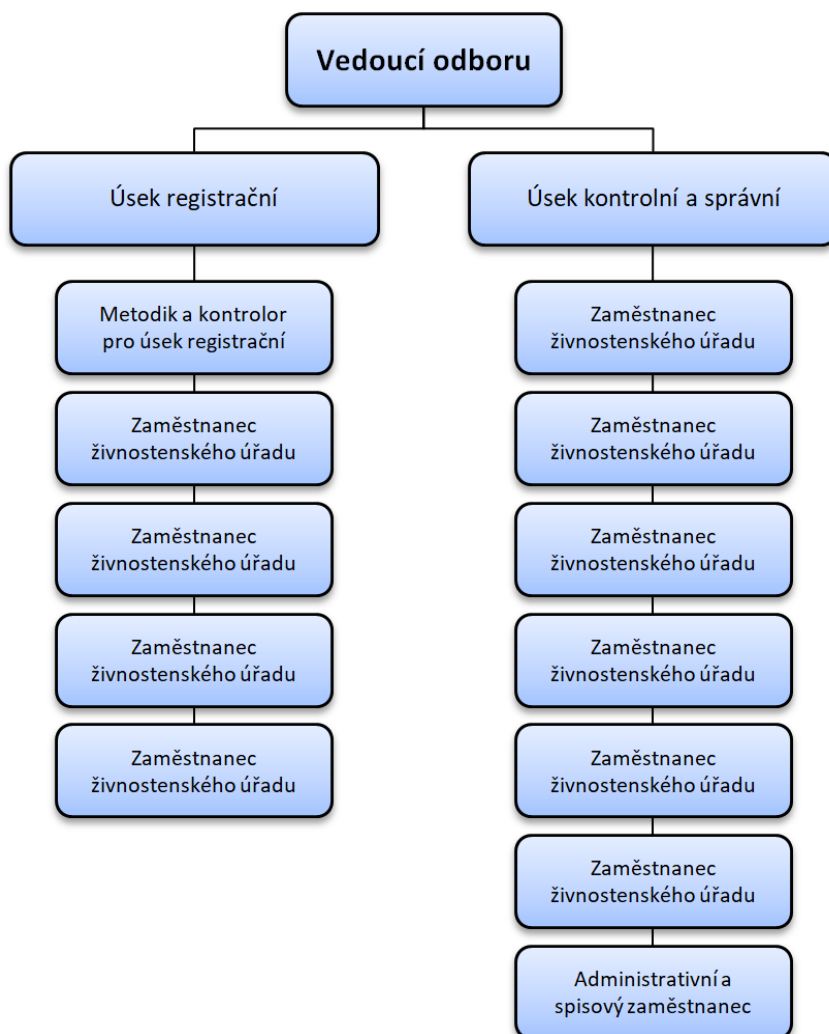 Vedoucí odboru
Úsek registrační
Metodik a kontrolor
pro úsek registrační
Zaměstnanec
živnostenského úřadu
Zaměstnanec
živnostenského úřadu
Zaměstnanec
živnostenského úřadu
Zaměstnanec
živnostenského úřadu
Úsek kontrolní a správní
Zaměstnanec
živnostenského úřadu
Zaměstnanec
živnostenského úřadu
Zaměstnanec
živnostenského úřadu
Zaměstnanec
živnostenského úřadu
Zaměstnanec
živnostenského úřadu
Zaměstnanec
živnostenského úřadu
Administrativní a
spisový zaměstnanec